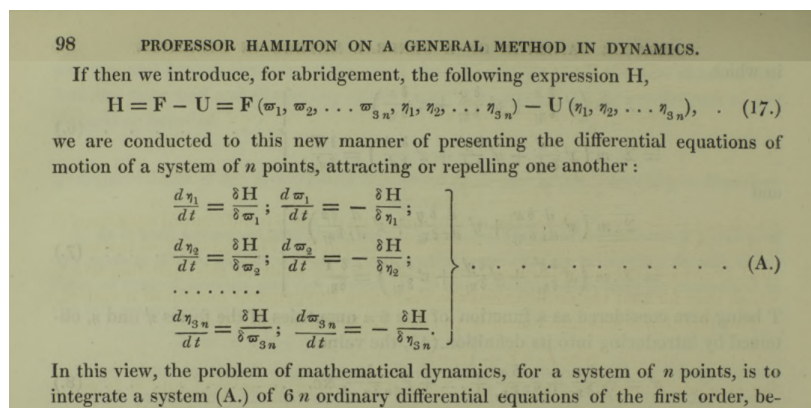 98 PROFESSOR HAMILTON ON A GENERAL METHOD IN DYNAMICS.
If then we introduce, for abridgement, the following expression H,
H = F − U = F (ϖ₁, ϖ₂, . . . ϖ₃ₙ, η₁, η₂, . . . η₃ₙ) − U (η₁, η₂, . . . η₃ₙ), . (17.)
we are conducted to this new manner of presenting the differential equations of
motion of a system of n points, attracting or repelling one another :
dη₁/dt = δH/δϖ₁; dϖ₁/dt = − δH/δη₁;
dη₂/dt = δH/δϖ₂; dϖ₂/dt = − δH/δη₂; . . . . . . . . . . . (A.)
. . . . . . . .
dη₃ₙ/dt = δH/δϖ₃ₙ; dϖ₃ₙ/dt = − δH/δη₃ₙ.
In this view, the problem of mathematical dynamics, for a system of n points, is to
integrate a system (A.) of 6 n ordinary differential equations of the first order, be-